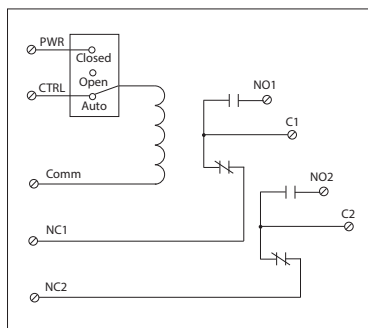 PWR
Closed
Open
CTRL
Auto
NO1
C1
Comm
NO2
C2
NC1
NC2